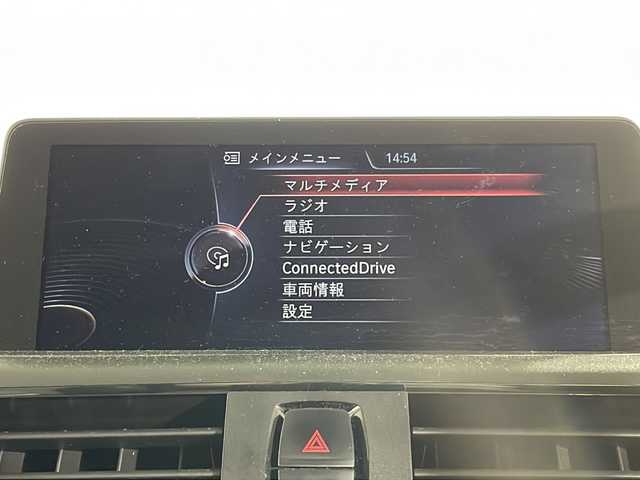 メインメニュー 14:54
マルチメディア
ラジオ
電話
ナビゲーション
ConnectedDrive
車両情報
設定